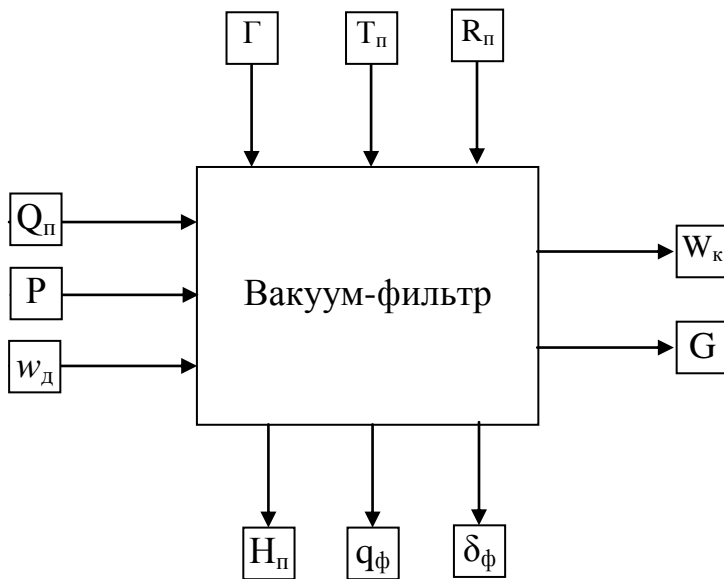 Г Tп Rп
Qп
P
Вакуум-фильтр
wд
Wк
G
Hп qф δф